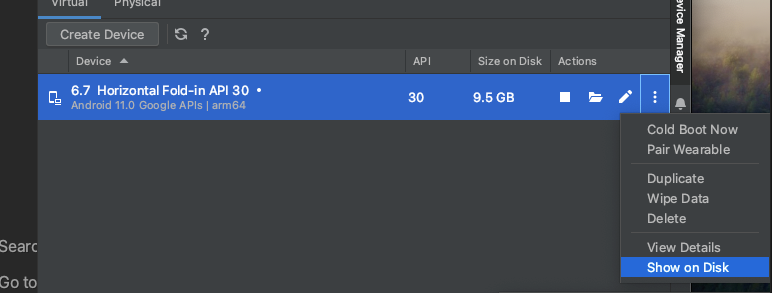 Virtual Physical
Create Device ?
Device API Size on Disk Actions
6.7 Horizontal Fold-in API 30 • 30 9.5 GB
Android 11.0 Google APIs | arm64
Device Manager
Cold Boot Now
Pair Wearable
Duplicate
Wipe Data
Delete
View Details
Show on Disk
Searc
Go to